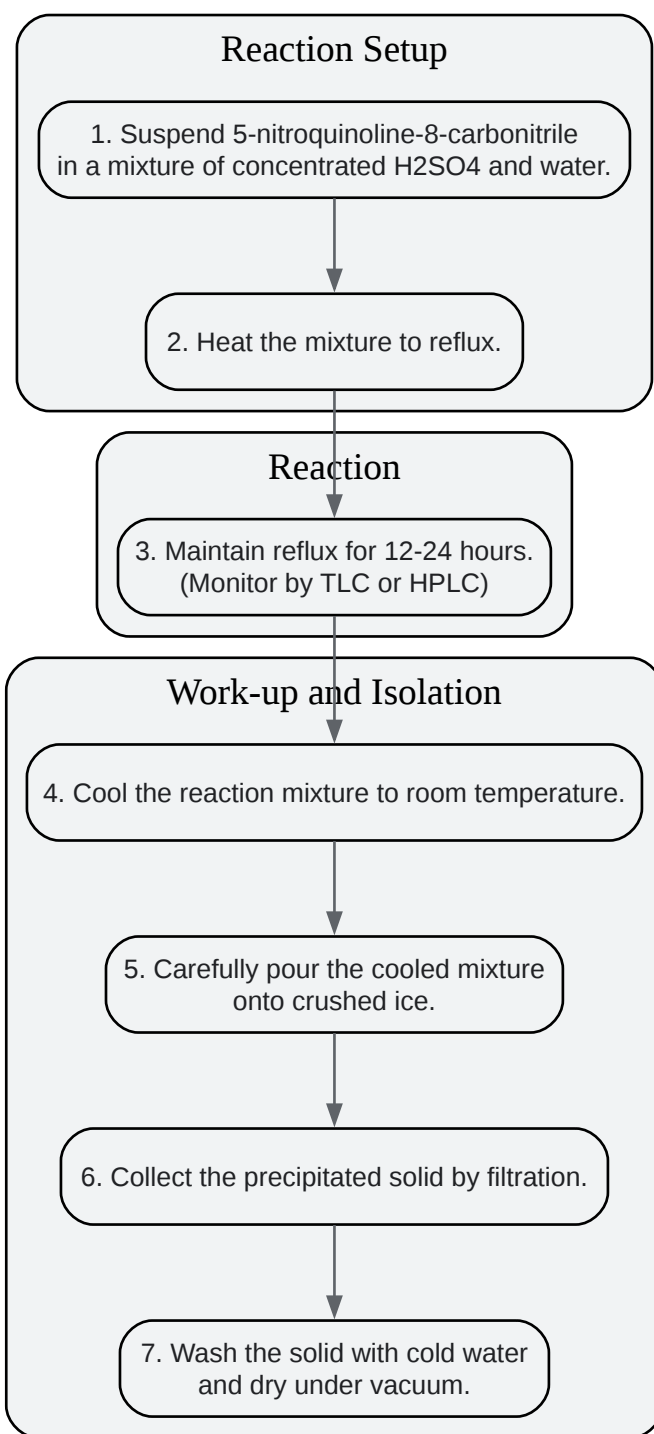 Reaction Setup
1. Suspend 5-nitroquinoline-8-carbonitrile
in a mixture of concentrated H2SO4 and water.
2. Heat the mixture to reflux.
Reaction
3. Maintain reflux for 12-24 hours.
(Monitor by TLC or HPLC)
Work-up and Isolation
4. Cool the reaction mixture to room temperature.
5. Carefully pour the cooled mixture
onto crushed ice.
6. Collect the precipitated solid by filtration.
7. Wash the solid with cold water
and dry under vacuum.